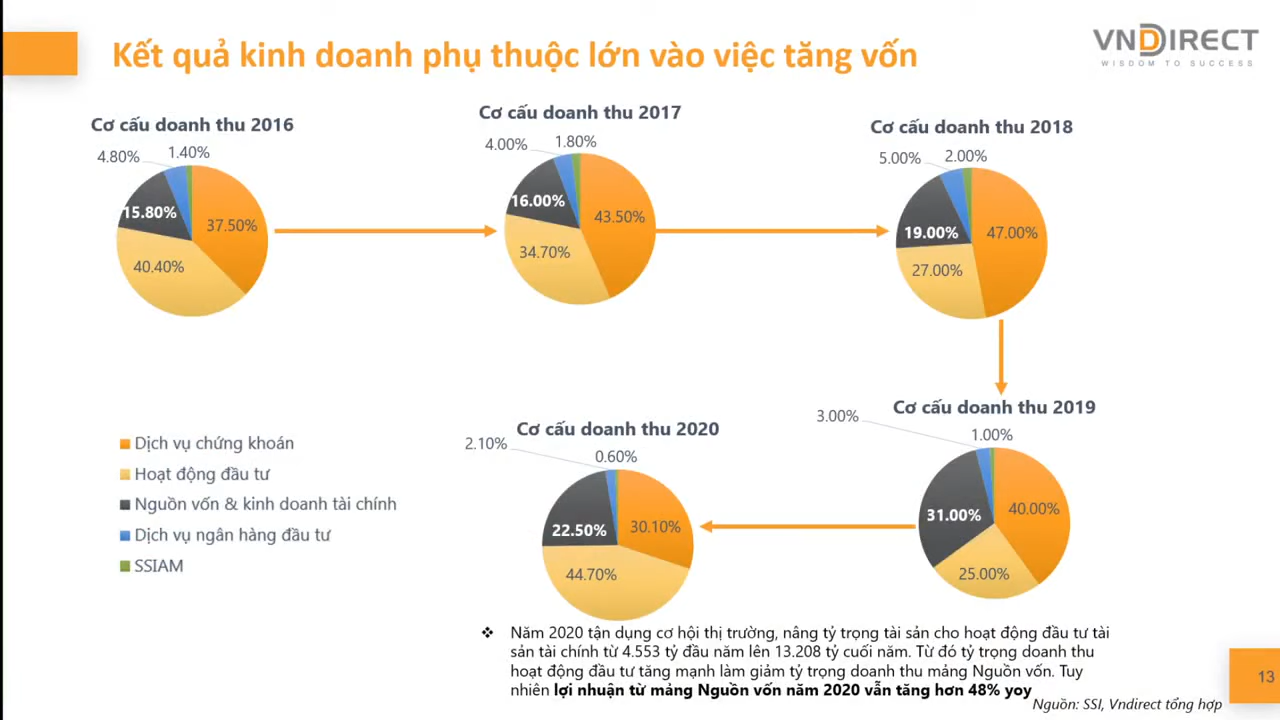 Kết quả kinh doanh phụ thuộc lớn vào việc tăng vốn
VNDIRECT
WISDOM TO SUCCESS
Cơ cấu doanh thu 2016
4.80%
1.40%
15.80%
37.50%
40.40%
Cơ cấu doanh thu 2017
4.00%
1.80%
16.00%
43.50%
34.70%
Cơ cấu doanh thu 2018
5.00%
2.00%
19.00%
47.00%
27.00%
Cơ cấu doanh thu 2019
3.00%
1.00%
31.00%
40.00%
25.00%
Cơ cấu doanh thu 2020
2.10%
0.60%
22.50%
30.10%
44.70%
Dịch vụ chứng khoán
Hoạt động đầu tư
Nguồn vốn & kinh doanh tài chính
Dịch vụ ngân hàng đầu tư
SSIAM
❖ Năm 2020 tận dụng cơ hội thị trường, nâng tỷ trọng tài sản cho hoạt động đầu tư tài
sản tài chính từ 4.553 tỷ đầu năm lên 13.208 tỷ cuối năm. Từ đó tỷ trọng doanh thu
hoạt động đầu tư tăng mạnh làm giảm tỷ trọng doanh thu mảng Nguồn vốn. Tuy
nhiên lợi nhuận từ mảng Nguồn vốn năm 2020 vẫn tăng hơn 48% yoy
Nguồn: SSI, Vndirect tổng hợp
13